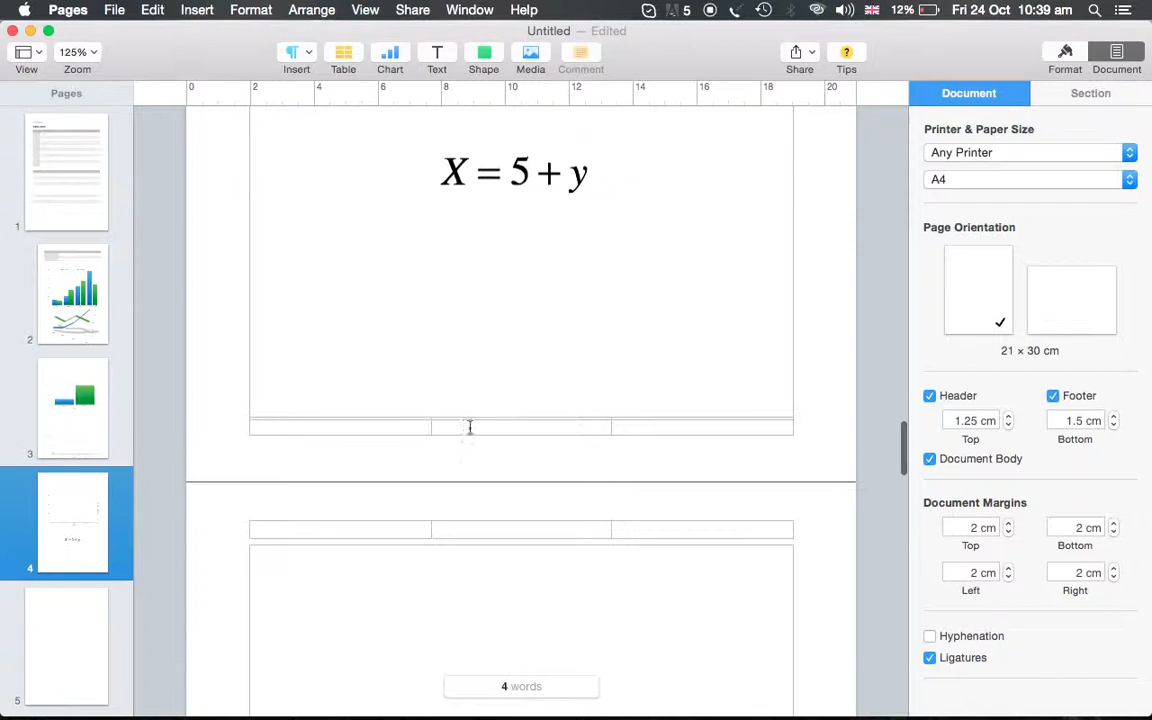 Pages File Edit Insert Format Arrange View Share Window Help 5 12% Fri 24 Oct 10:39 am
Untitled — Edited
125%
View Zoom Insert Table Chart Text Shape Media Comment Share Tips Format Document
Pages
0 2 4 6 8 10 12 14 16 18 20
Document Section
1
2
3
4
5
X = 5 + y
4 words
Printer & Paper Size
Any Printer
A4
Page Orientation
21 × 30 cm
Header Footer
1.25 cm 1.5 cm
Top Bottom
Document Body
Document Margins
2 cm 2 cm
Top Bottom
2 cm 2 cm
Left Right
Hyphenation
Ligatures